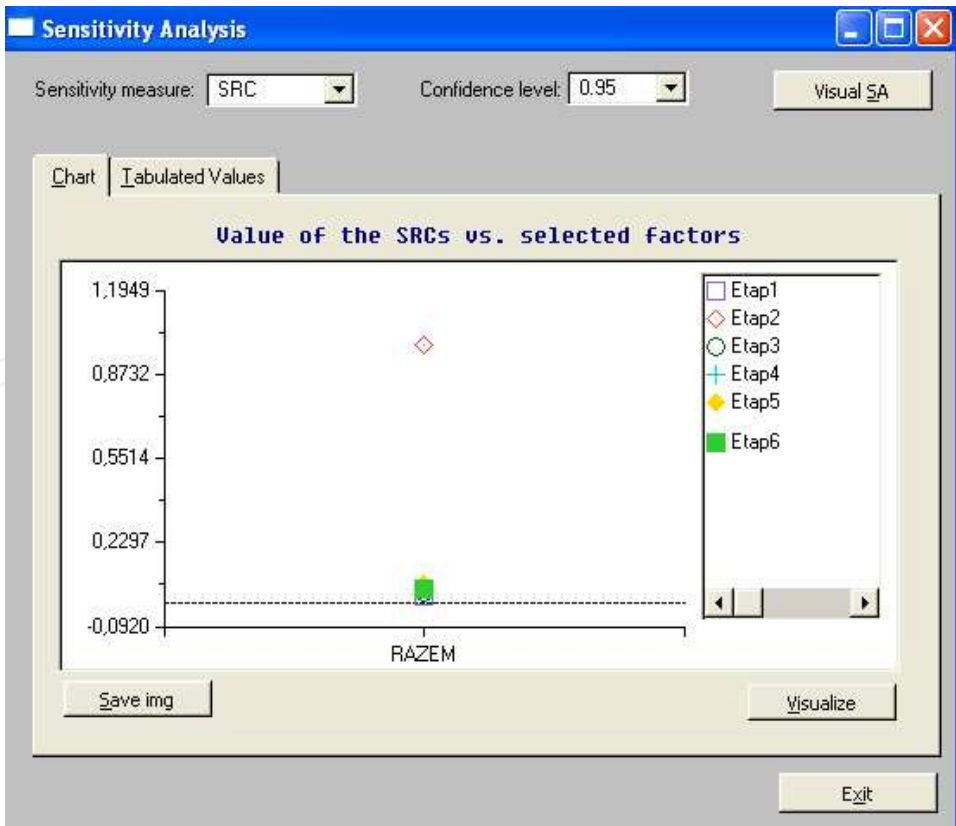 Sensitivity Analysis
Sensitivity measure: SRC Confidence level: 0.95 Visual SA
Chart Tabulated Values
Value of the SRCs vs. selected factors
1,1949
0,8732
0,5514
0,2297
-0,0920
RAZEM
Etap1
Etap2
Etap3
Etap4
Etap5
Etap6
Save img Visualize
Exit